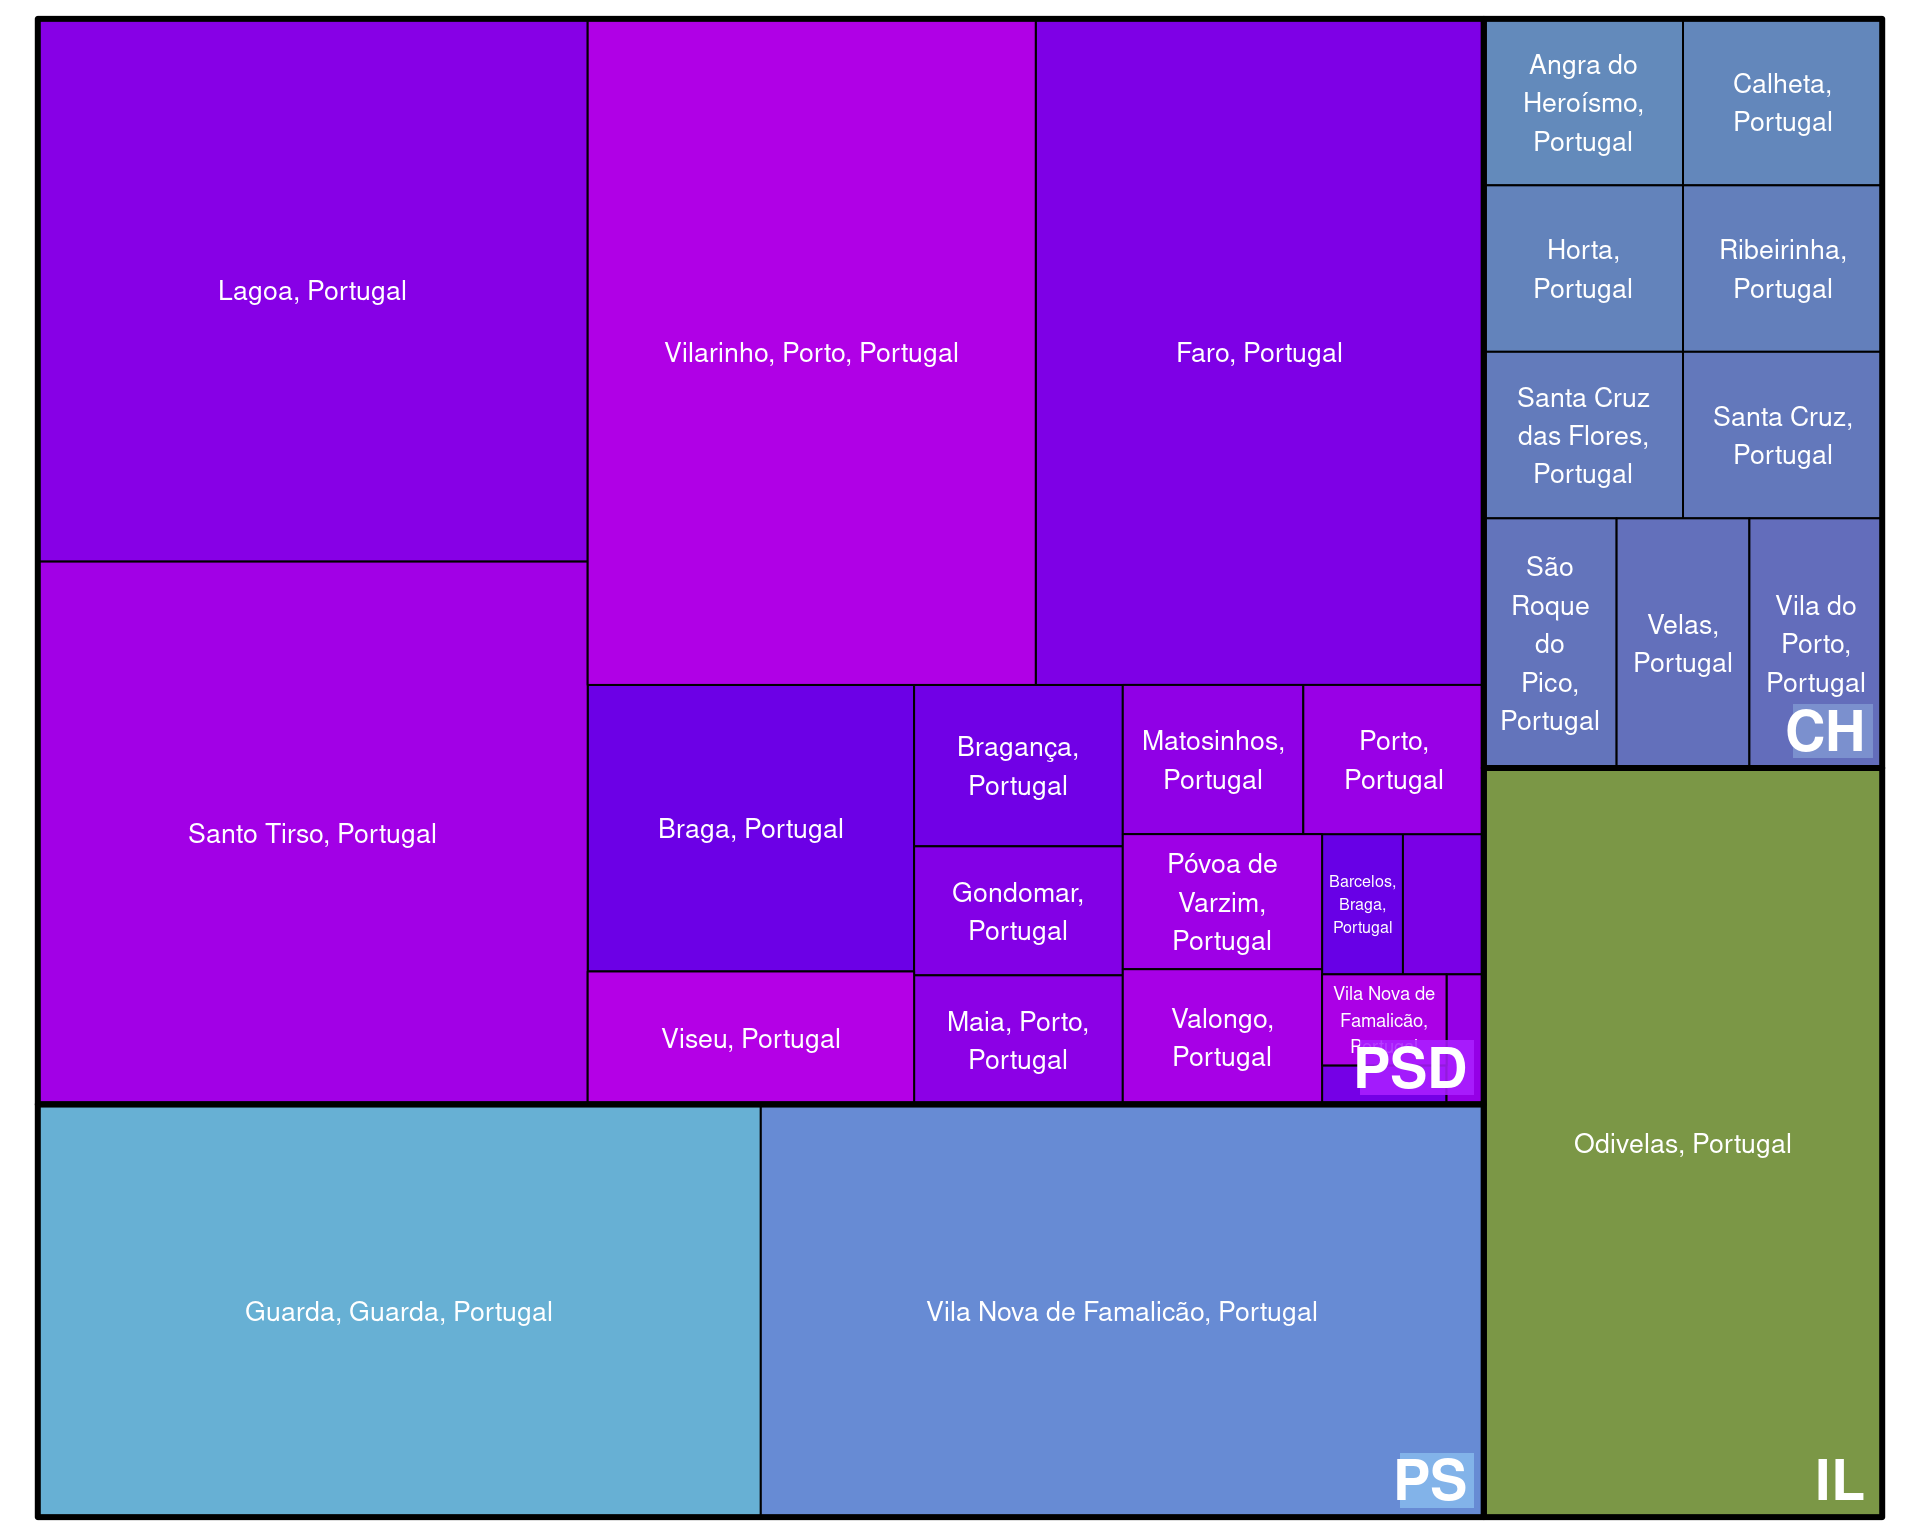 Lagoa, Portugal
Vilarinho, Porto, Portugal
Faro, Portugal
Santo Tirso, Portugal
Braga, Portugal
Viseu, Portugal
Bragança,
Portugal
Gondomar,
Portugal
Maia, Porto,
Portugal
Matosinhos,
Portugal
Porto,
Portugal
Póvoa de
Varzim,
Portugal
Valongo,
Portugal
Barcelos,
Braga,
Portugal
Vila Nova de
Famalicão,
Portugal
PSD
Guarda, Guarda, Portugal
Vila Nova de Famalicão, Portugal
PS
Angra do
Heroísmo,
Portugal
Calheta,
Portugal
Horta,
Portugal
Ribeirinha,
Portugal
Santa Cruz
das Flores,
Portugal
Santa Cruz,
Portugal
São
Roque
do
Pico,
Portugal
Velas,
Portugal
Vila do
Porto,
Portugal
CH
Odivelas, Portugal
IL